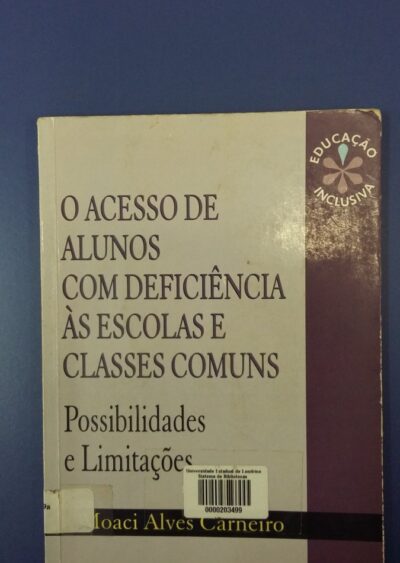 EDUCAÇÃO
INCLUSIVA
O ACESSO DE
ALUNOS
COM DEFICIÊNCIA
ÀS ESCOLAS E
CLASSES COMUNS
Possibilidades
e Limitações
Universidade Estadual de Londrina
Sistema de Bibliotecas
0000203499
9a
Moaci Alves Carneiro